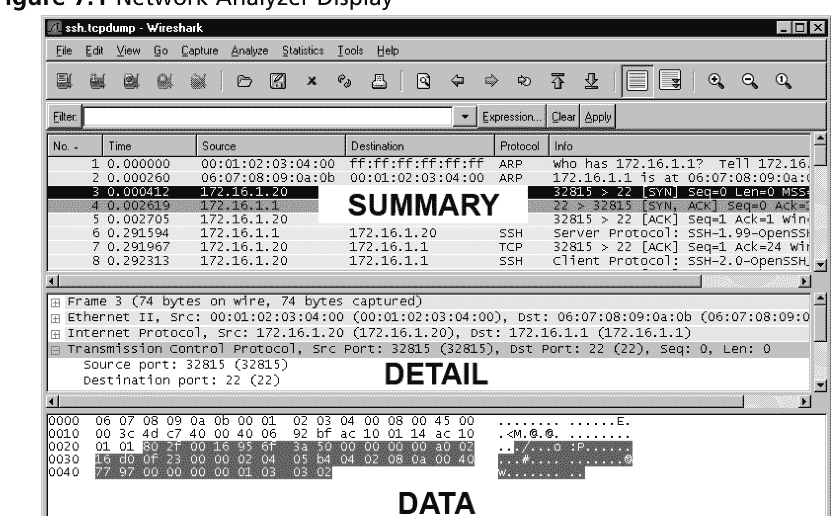 Figure 7.1 Network Analyzer Display
ssh.tcpdump - Wireshark
File Edit View Go Capture Analyze Statistics Tools Help
Filter: Expression... Clear Apply
No. - Time Source Destination Protocol Info
1 0.000000 00:01:02:03:04:00 ff:ff:ff:ff:ff:ff ARP who has 172.16.1.1? Tell 172.16.
2 0.000260 06:07:08:09:0a:0b 00:01:02:03:04:00 ARP 172.16.1.1 is at 06:07:08:09:0a:
3 0.000412 172.16.1.20 32815 > 22 [SYN] Seq=0 Len=0 MSS=
4 0.002619 172.16.1.1 22 > 32815 [SYN, ACK] Seq=0 Ack=
5 0.002705 172.16.1.20 32815 > 22 [ACK] Seq=1 Ack=1 Win=
SUMMARY
6 0.291594 172.16.1.1 172.16.1.20 SSH Server Protocol: SSH-1.99-OpenSSH
7 0.291967 172.16.1.20 172.16.1.1 TCP 32815 > 22 [ACK] Seq=1 Ack=24 Win
8 0.292313 172.16.1.20 172.16.1.1 SSH Client Protocol: SSH-2.0-OpenSSH_
Frame 3 (74 bytes on wire, 74 bytes captured)
Ethernet II, Src: 00:01:02:03:04:00 (00:01:02:03:04:00), Dst: 06:07:08:09:0a:0b (06:07:08:09:0
Internet Protocol, Src: 172.16.1.20 (172.16.1.20), Dst: 172.16.1.1 (172.16.1.1)
Transmission Control Protocol, Src Port: 32815 (32815), Dst Port: 22 (22), Seq: 0, Len: 0
Source port: 32815 (32815)
Destination port: 22 (22)
DETAIL
0000 06 07 08 09 0a 0b 00 01 02 03 04 00 08 00 45 00 ........ ......E.
0010 00 3c 4d c7 40 00 40 06 92 bf ac 10 01 14 ac 10 .<M.@.@. ........
0020 01 01 80 2f 00 16 95 6f 3a 50 00 00 00 00 a0 02 .../...o :P......
0030 16 d0 0f 23 00 00 02 04 05 b4 04 02 08 0a 00 40 ...#.... .......@
0040 77 97 00 00 00 00 01 03 03 02 w....... ..
DATA